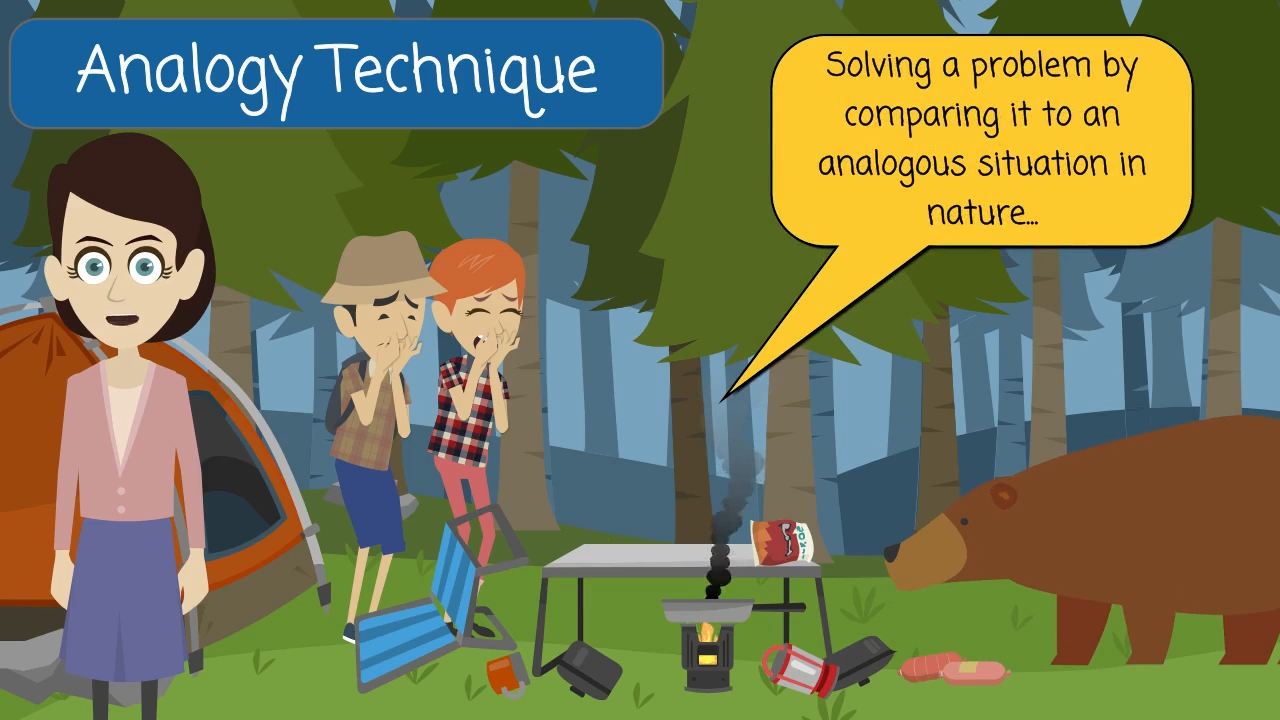 Analogy Technique
Solving a problem by
comparing it to an
analogous situation in
nature...